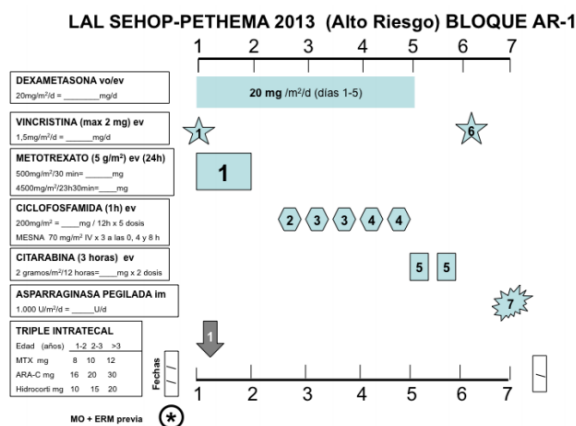 LAL SEHOP-PETHEMA 2013 (Alto Riesgo) BLOQUE AR-1
1 2 3 4 5 6 7
DEXAMETASONA vo/ev
20mg/m²/d = _______mg/d
20 mg /m²/d (días 1-5)
VINCRISTINA (max 2 mg) ev
1,5mg/m²/d = ______mg/d
1 6
METOTREXATO (5 g/m²) ev (24h)
500mg/m²/30 min= ______mg
4500mg/m²/23h30min=____mg
1
CICLOFOSFAMIDA (1h) ev
200mg/m² = ____mg / 12h x 5 dosis
MESNA 70 mg/m² IV x 3 a las 0, 4 y 8 h
2 3 3 4 4
CITARABINA (3 horas) ev
2 gramos/m²/12 horas=____mg x 2 dosis
5 5
ASPARRAGINASA PEGILADA im
1.000 U/m²/d = _____U/d
7
TRIPLE INTRATECAL
Edad (años) 1-2 2-3 >3
MTX mg 8 10 12
ARA-C mg 16 20 30
Hidrocorti mg 10 15 20
1
Fechas
/ /
/
1 2 3 4 5 6 7
MO + ERM previa *